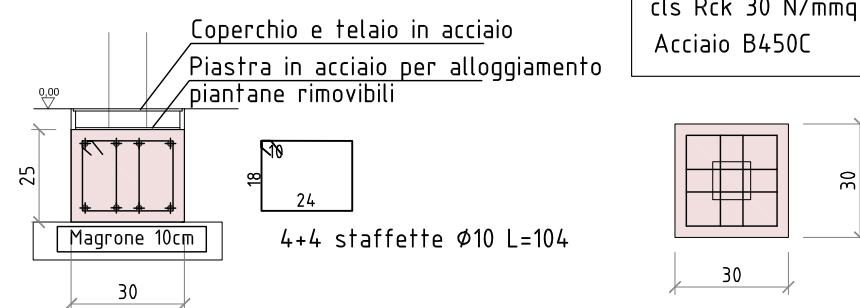 Coperchio e telaio in acciaio
Piastra in acciaio per alloggiamento
piantane rimovibili
cls Rck 30 N/mmq
Acciaio B450C
0,00
25
10
18
24
Magrone 10cm
4+4 staffette Ø10 L=104
30
30
30